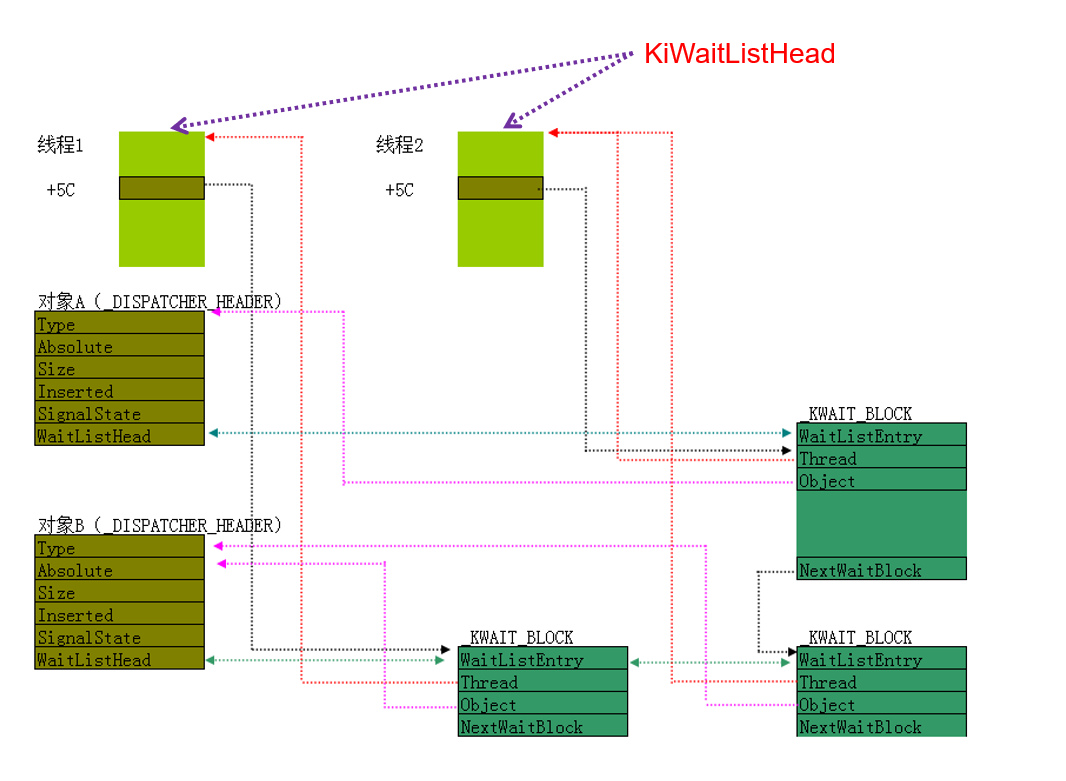 KiWaitListHead
线程1
线程2
+5C
+5C
对象A（_DISPATCHER_HEADER）
Type
Absolute
Size
Inserted
SignalState
WaitListHead
_KWAIT_BLOCK
WaitListEntry
Thread
Object
NextWaitBlock
对象B（_DISPATCHER_HEADER）
Type
Absolute
Size
Inserted
SignalState
WaitListHead
_KWAIT_BLOCK
WaitListEntry
Thread
Object
NextWaitBlock
_KWAIT_BLOCK
WaitListEntry
Thread
Object
NextWaitBlock